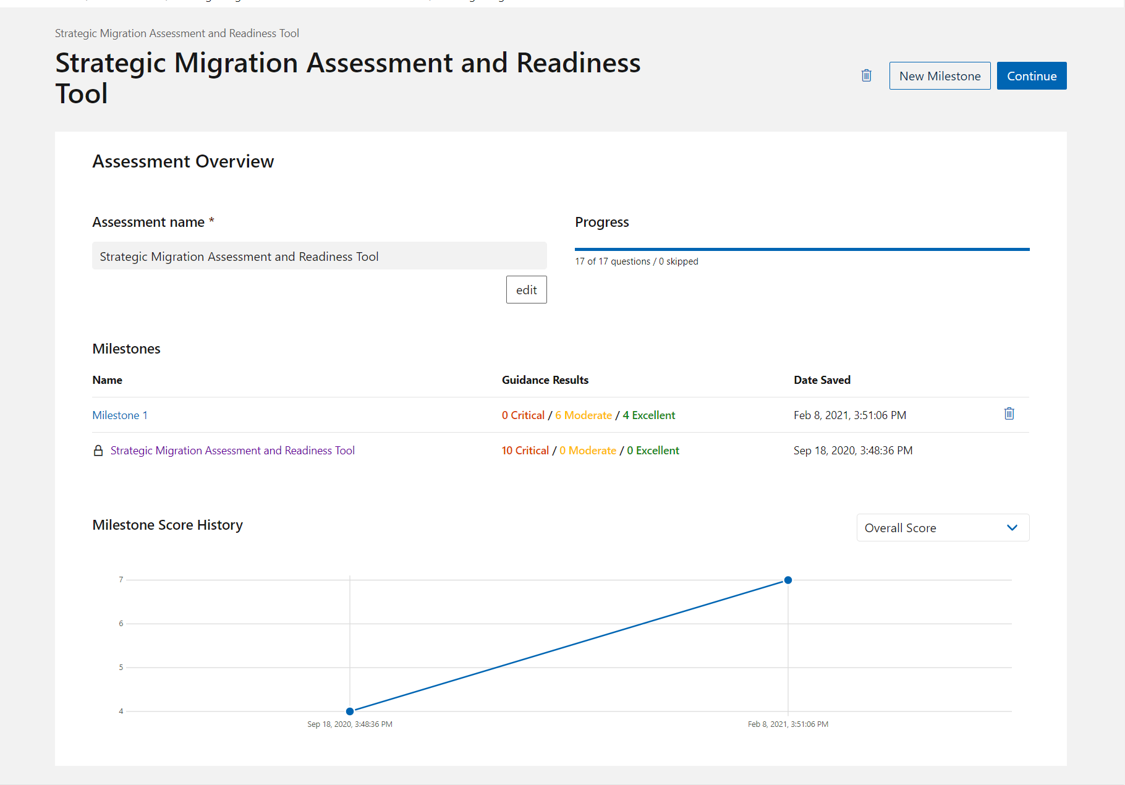 Strategic Migration Assessment and Readiness Tool
Strategic Migration Assessment and Readiness
Tool
New Milestone
Continue
Assessment Overview
Assessment name *
Progress
Strategic Migration Assessment and Readiness Tool
17 of 17 questions / 0 skipped
edit
Milestones
Name Guidance Results Date Saved
Milestone 1 0 Critical / 6 Moderate / 4 Excellent Feb 8, 2021, 3:51:06 PM
Strategic Migration Assessment and Readiness Tool 10 Critical / 0 Moderate / 0 Excellent Sep 18, 2020, 3:48:36 PM
Milestone Score History
Overall Score
7
6
5
4
Sep 18, 2020, 3:48:36 PM Feb 8, 2021, 3:51:06 PM